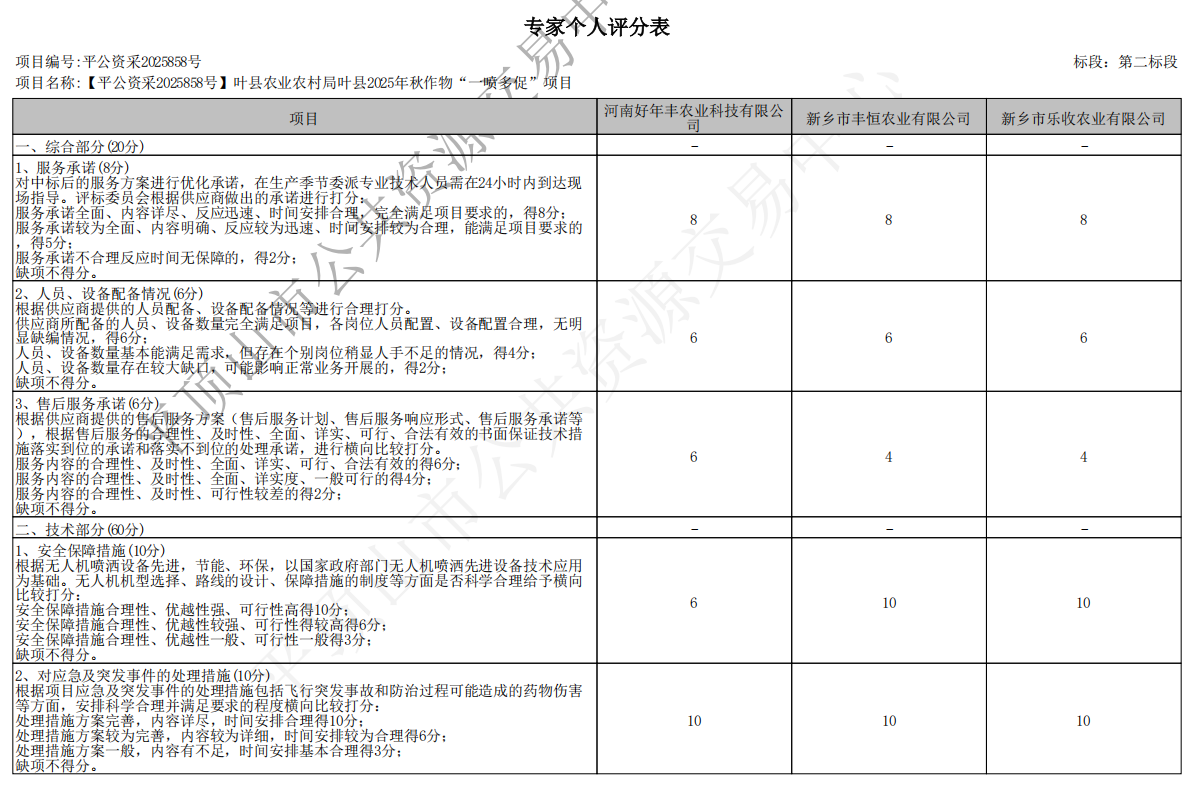 专家个人评分表
项目编号:平公资采2025858号
标段：第二标段
项目名称:【平公资采2025858号】叶县农业农村局叶县2025年秋作物“一喷多促”项目
项目
河南好年丰农业科技有限公
司
新乡市丰恒农业有限公司
新乡市乐收农业有限公司
一、综合部分(20分)
—
—
—
1、服务承诺(8分)
对中标后的服务方案进行优化承诺，在生产季节委派专业技术人员需在24小时内到达现
场指导。评标委员会根据供应商做出的承诺进行打分：
服务承诺全面、内容详尽、反应迅速、时间安排合理，完全满足项目要求的，得8分；
服务承诺较为全面、内容明确、反应较为迅速、时间安排较为合理，能满足项目要求的
，得5分；
服务承诺不合理反应时间无保障的，得2分；
缺项不得分。
8
8
8
2、人员、设备配备情况(6分)
根据供应商提供的人员配备、设备配备情况等进行合理打分。
供应商所配备的人员、设备数量完全满足项目，各岗位人员配置、设备配置合理，无明
显缺编情况，得6分；
人员、设备数量基本能满足需求，但存在个别岗位稍显人手不足的情况，得4分；
人员、设备数量存在较大缺口，可能影响正常业务开展的，得2分；
缺项不得分。
6
6
6
3、售后服务承诺(6分)
根据供应商提供的售后服务方案（售后服务计划、售后服务响应形式、售后服务承诺等
），根据售后服务的合理性、及时性、全面、详实、可行、合法有效的书面保证技术措
施落实到位的承诺和落实不到位的处理承诺，进行横向比较打分。
服务内容的合理性、及时性、全面、详实、可行、合法有效的得6分；
服务内容的合理性、及时性、全面、详实度、一般可行的得4分；
服务内容的合理性、及时性、可行性较差的得2分；
缺项不得分。
6
4
4
二、技术部分(60分)
—
—
—
1、安全保障措施(10分)
根据无人机喷洒设备先进，节能、环保，以国家政府部门无人机喷洒先进设备技术应用
为基础。无人机机型选择、路线的设计、保障措施的制度等方面是否科学合理给予横向
比较打分：
安全保障措施合理性、优越性强、可行性高得10分；
安全保障措施合理性、优越性较强、可行性得较高得6分；
安全保障措施合理性、优越性一般、可行性一般得3分；
缺项不得分。
6
10
10
2、对应急及突发事件的处理措施(10分)
根据项目应急及突发事件的处理措施包括飞行突发事故和防治过程可能造成的药物伤害
等方面，安排科学合理并满足要求的程度横向比较打分：
处理措施方案完善，内容详尽，时间安排合理得10分；
处理措施方案较为完善，内容较为详细，时间安排较为合理得6分；
处理措施方案一般，内容有不足，时间安排基本合理得3分；
缺项不得分。
10
10
10
平顶山市公共资源交易中
平顶山市公共资源交易中心